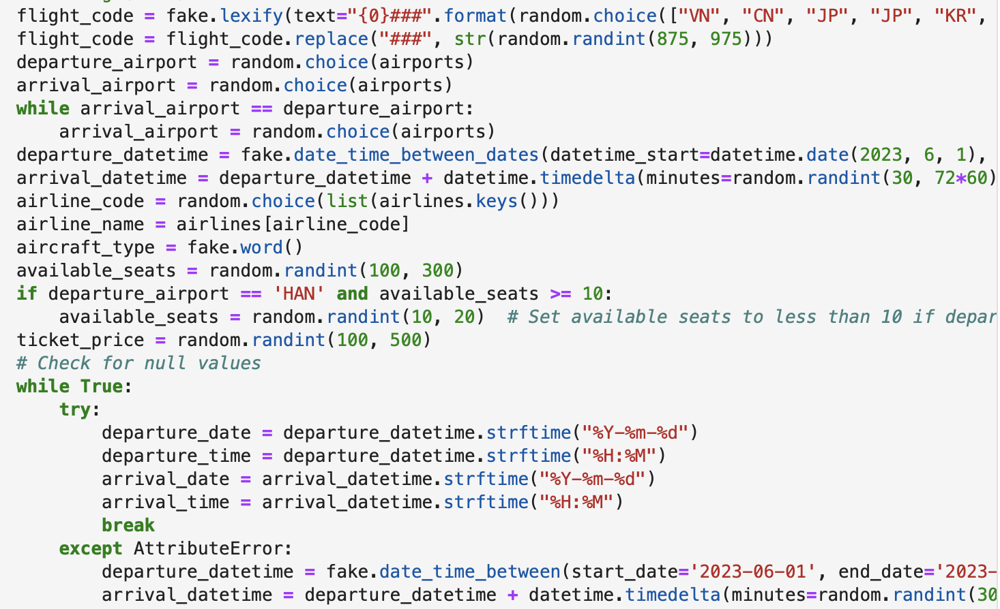 flight_code = fake.lexify(text="{0}###".format(random.choice(["VN", "CN", "JP", "JP", "KR",
flight_code = flight_code.replace("###", str(random.randint(875, 975)))
departure_airport = random.choice(airports)
arrival_airport = random.choice(airports)
while arrival_airport == departure_airport:
    arrival_airport = random.choice(airports)
departure_datetime = fake.date_time_between_dates(datetime_start=datetime.date(2023, 6, 1),
arrival_datetime = departure_datetime + datetime.timedelta(minutes=random.randint(30, 72*60)
airline_code = random.choice(list(airlines.keys()))
airline_name = airlines[airline_code]
aircraft_type = fake.word()
available_seats = random.randint(100, 300)
if departure_airport == 'HAN' and available_seats >= 10:
    available_seats = random.randint(10, 20)  # Set available seats to less than 10 if depar
ticket_price = random.randint(100, 500)
# Check for null values
while True:
    try:
        departure_date = departure_datetime.strftime("%Y-%m-%d")
        departure_time = departure_datetime.strftime("%H:%M")
        arrival_date = arrival_datetime.strftime("%Y-%m-%d")
        arrival_time = arrival_datetime.strftime("%H:%M")
        break
    except AttributeError:
        departure_datetime = fake.date_time_between(start_date='2023-06-01', end_date='2023-
        arrival_datetime = departure_datetime + datetime.timedelta(minutes=random.randint(30